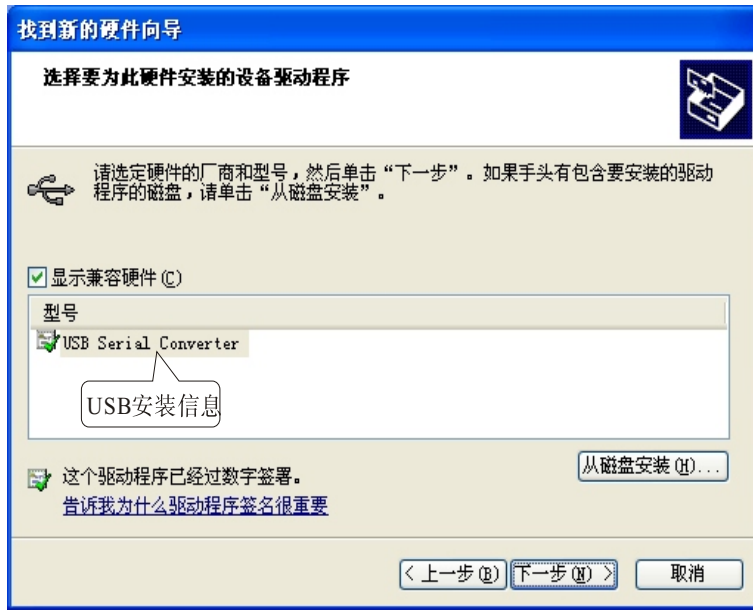 找到新的硬件向导
选择要为此硬件安装的设备驱动程序
请选定硬件的厂商和型号，然后单击“下一步”。如果手头有包含要安装的驱动
程序的磁盘，请单击“从磁盘安装”。
显示兼容硬件(C)
型号
USB Serial Converter
USB安装信息
这个驱动程序已经过数字签署。
告诉我为什么驱动程序签名很重要
从磁盘安装(H)...
< 上一步(B)
下一步(N) >
取消